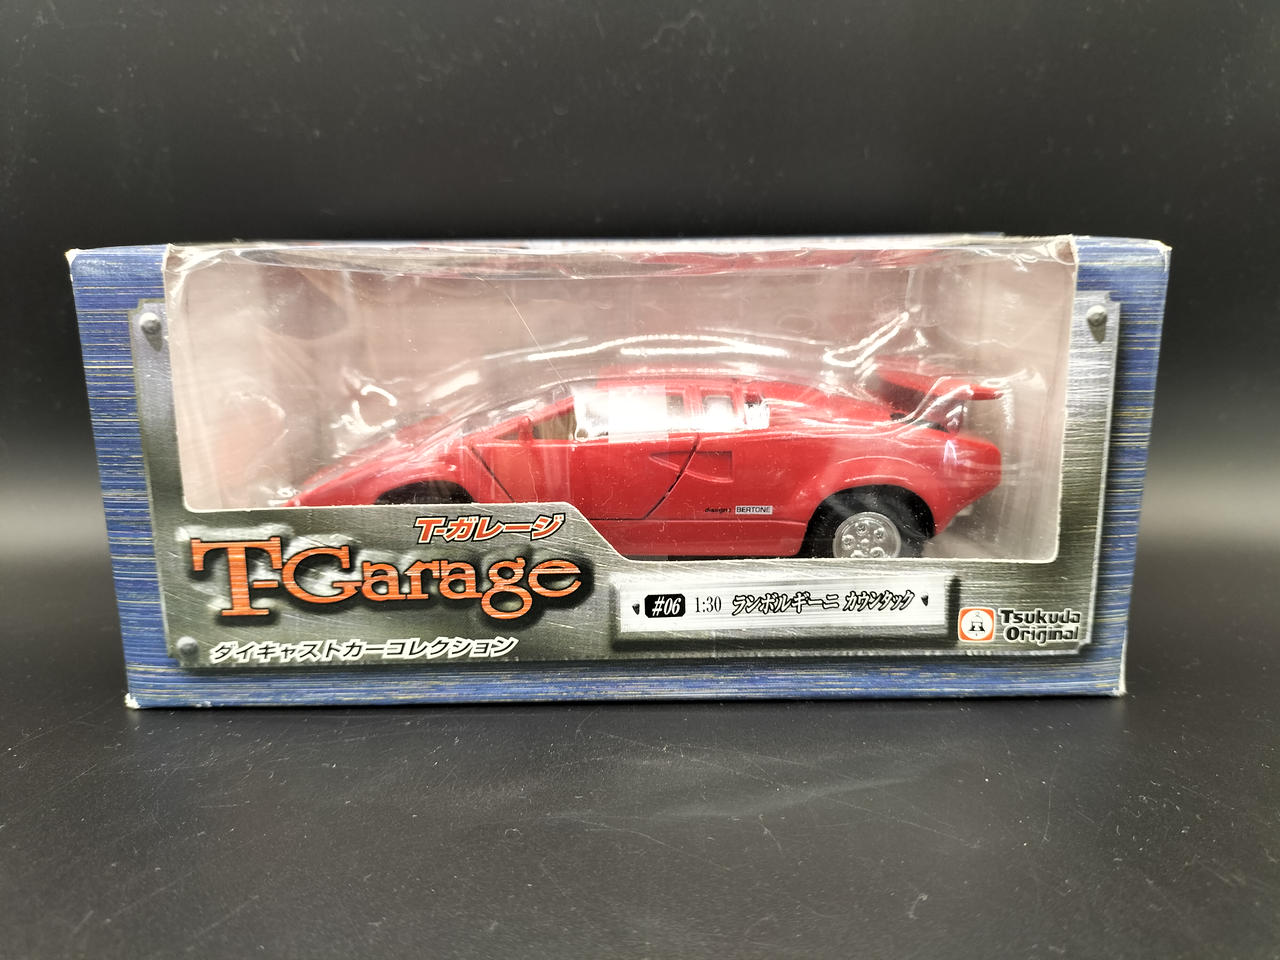 T-ガレージ
T-Garage
ダイキャストカーコレクション
design: BERTONE
#06 1:30 ランボルギーニ カウンタック
Tsukuda
Original